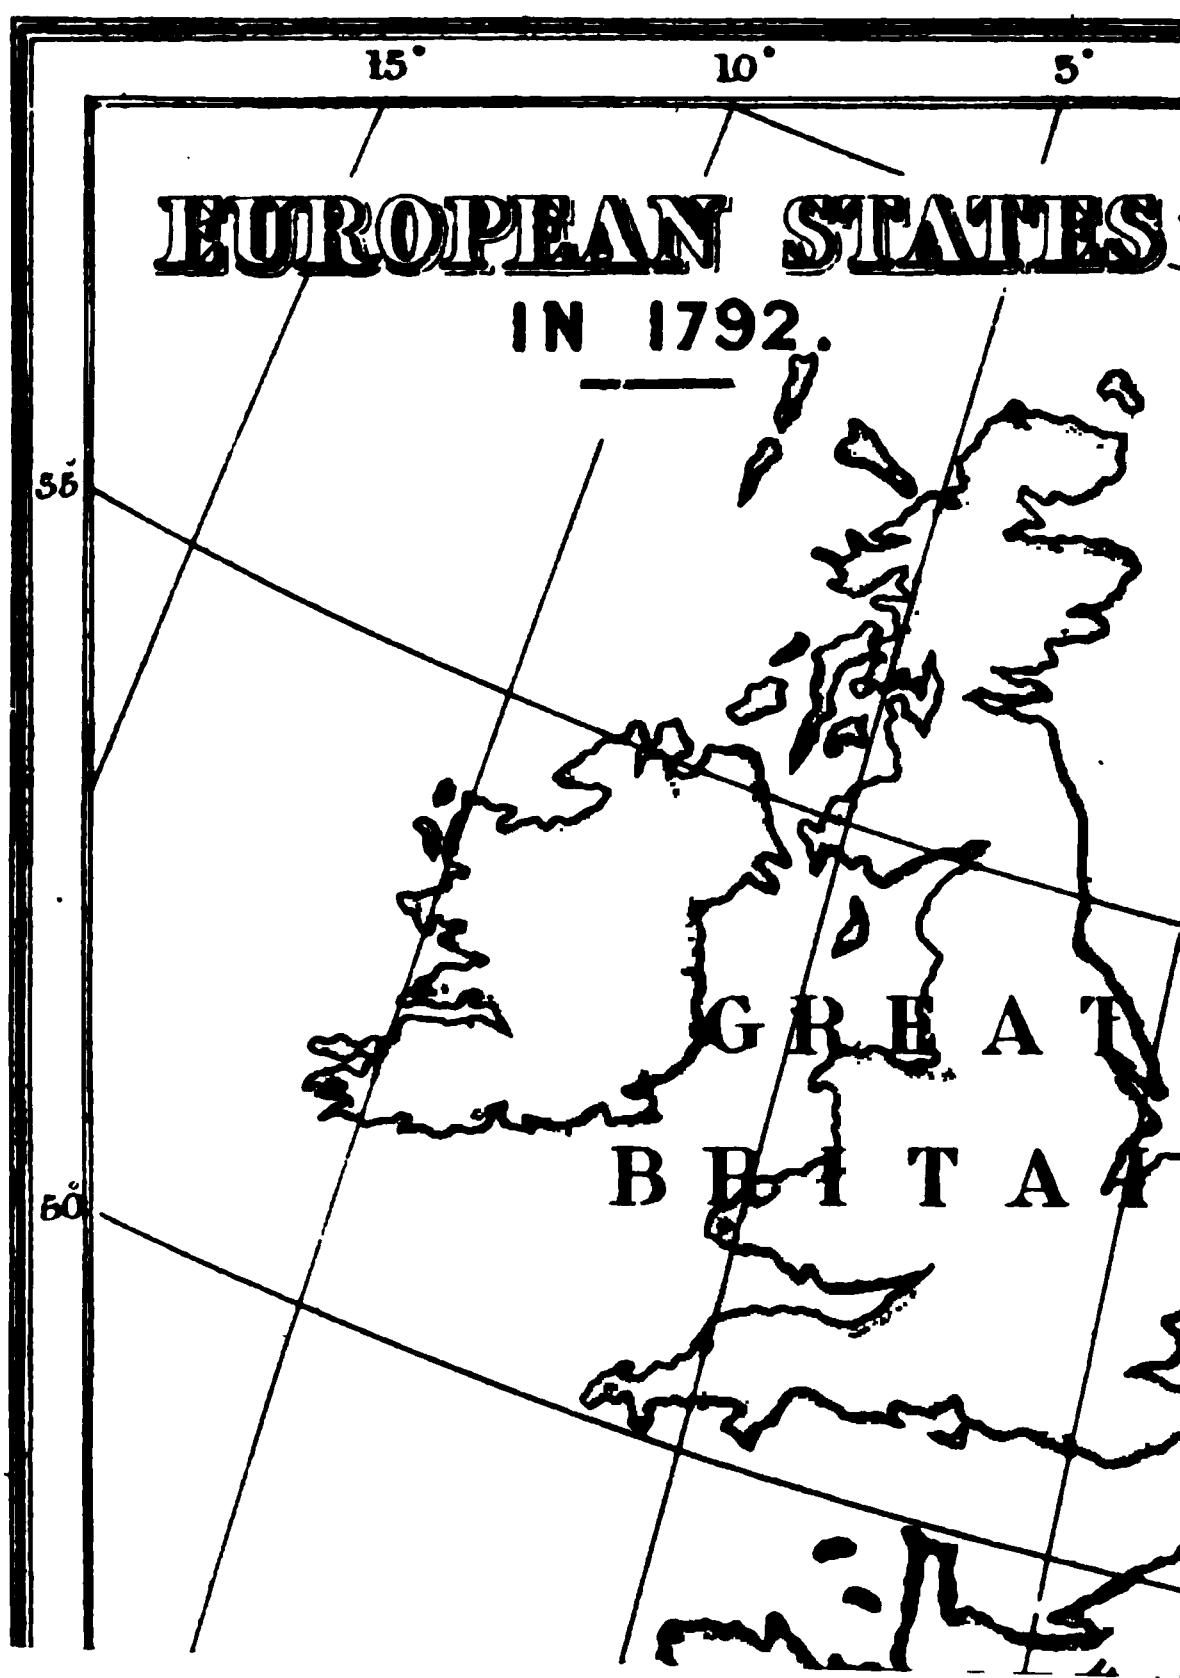 15° 10° 5°
EUROPEAN STATES
IN 1792.
55°
GREAT
BRITAI
50°